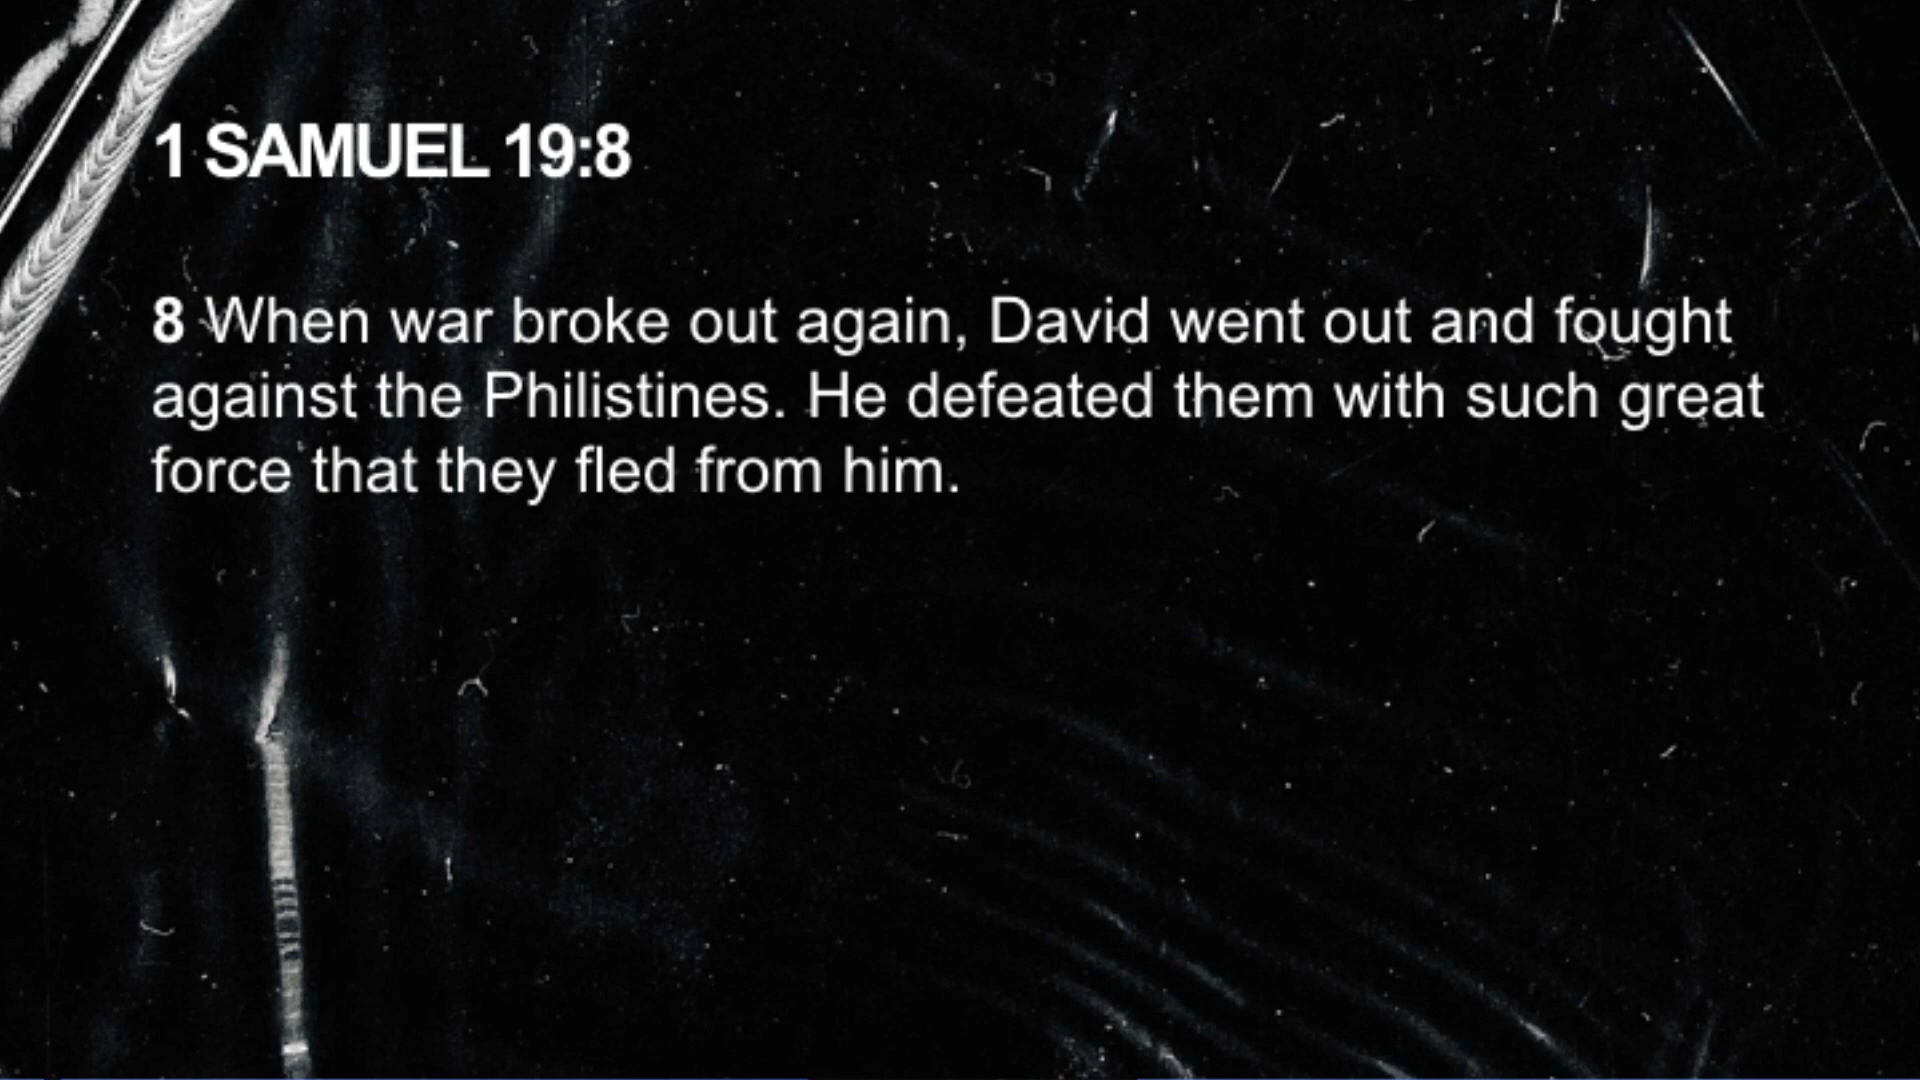 1 SAMUEL 19:8
8 When war broke out again, David went out and fought
against the Philistines. He defeated them with such great
force that they fled from him.